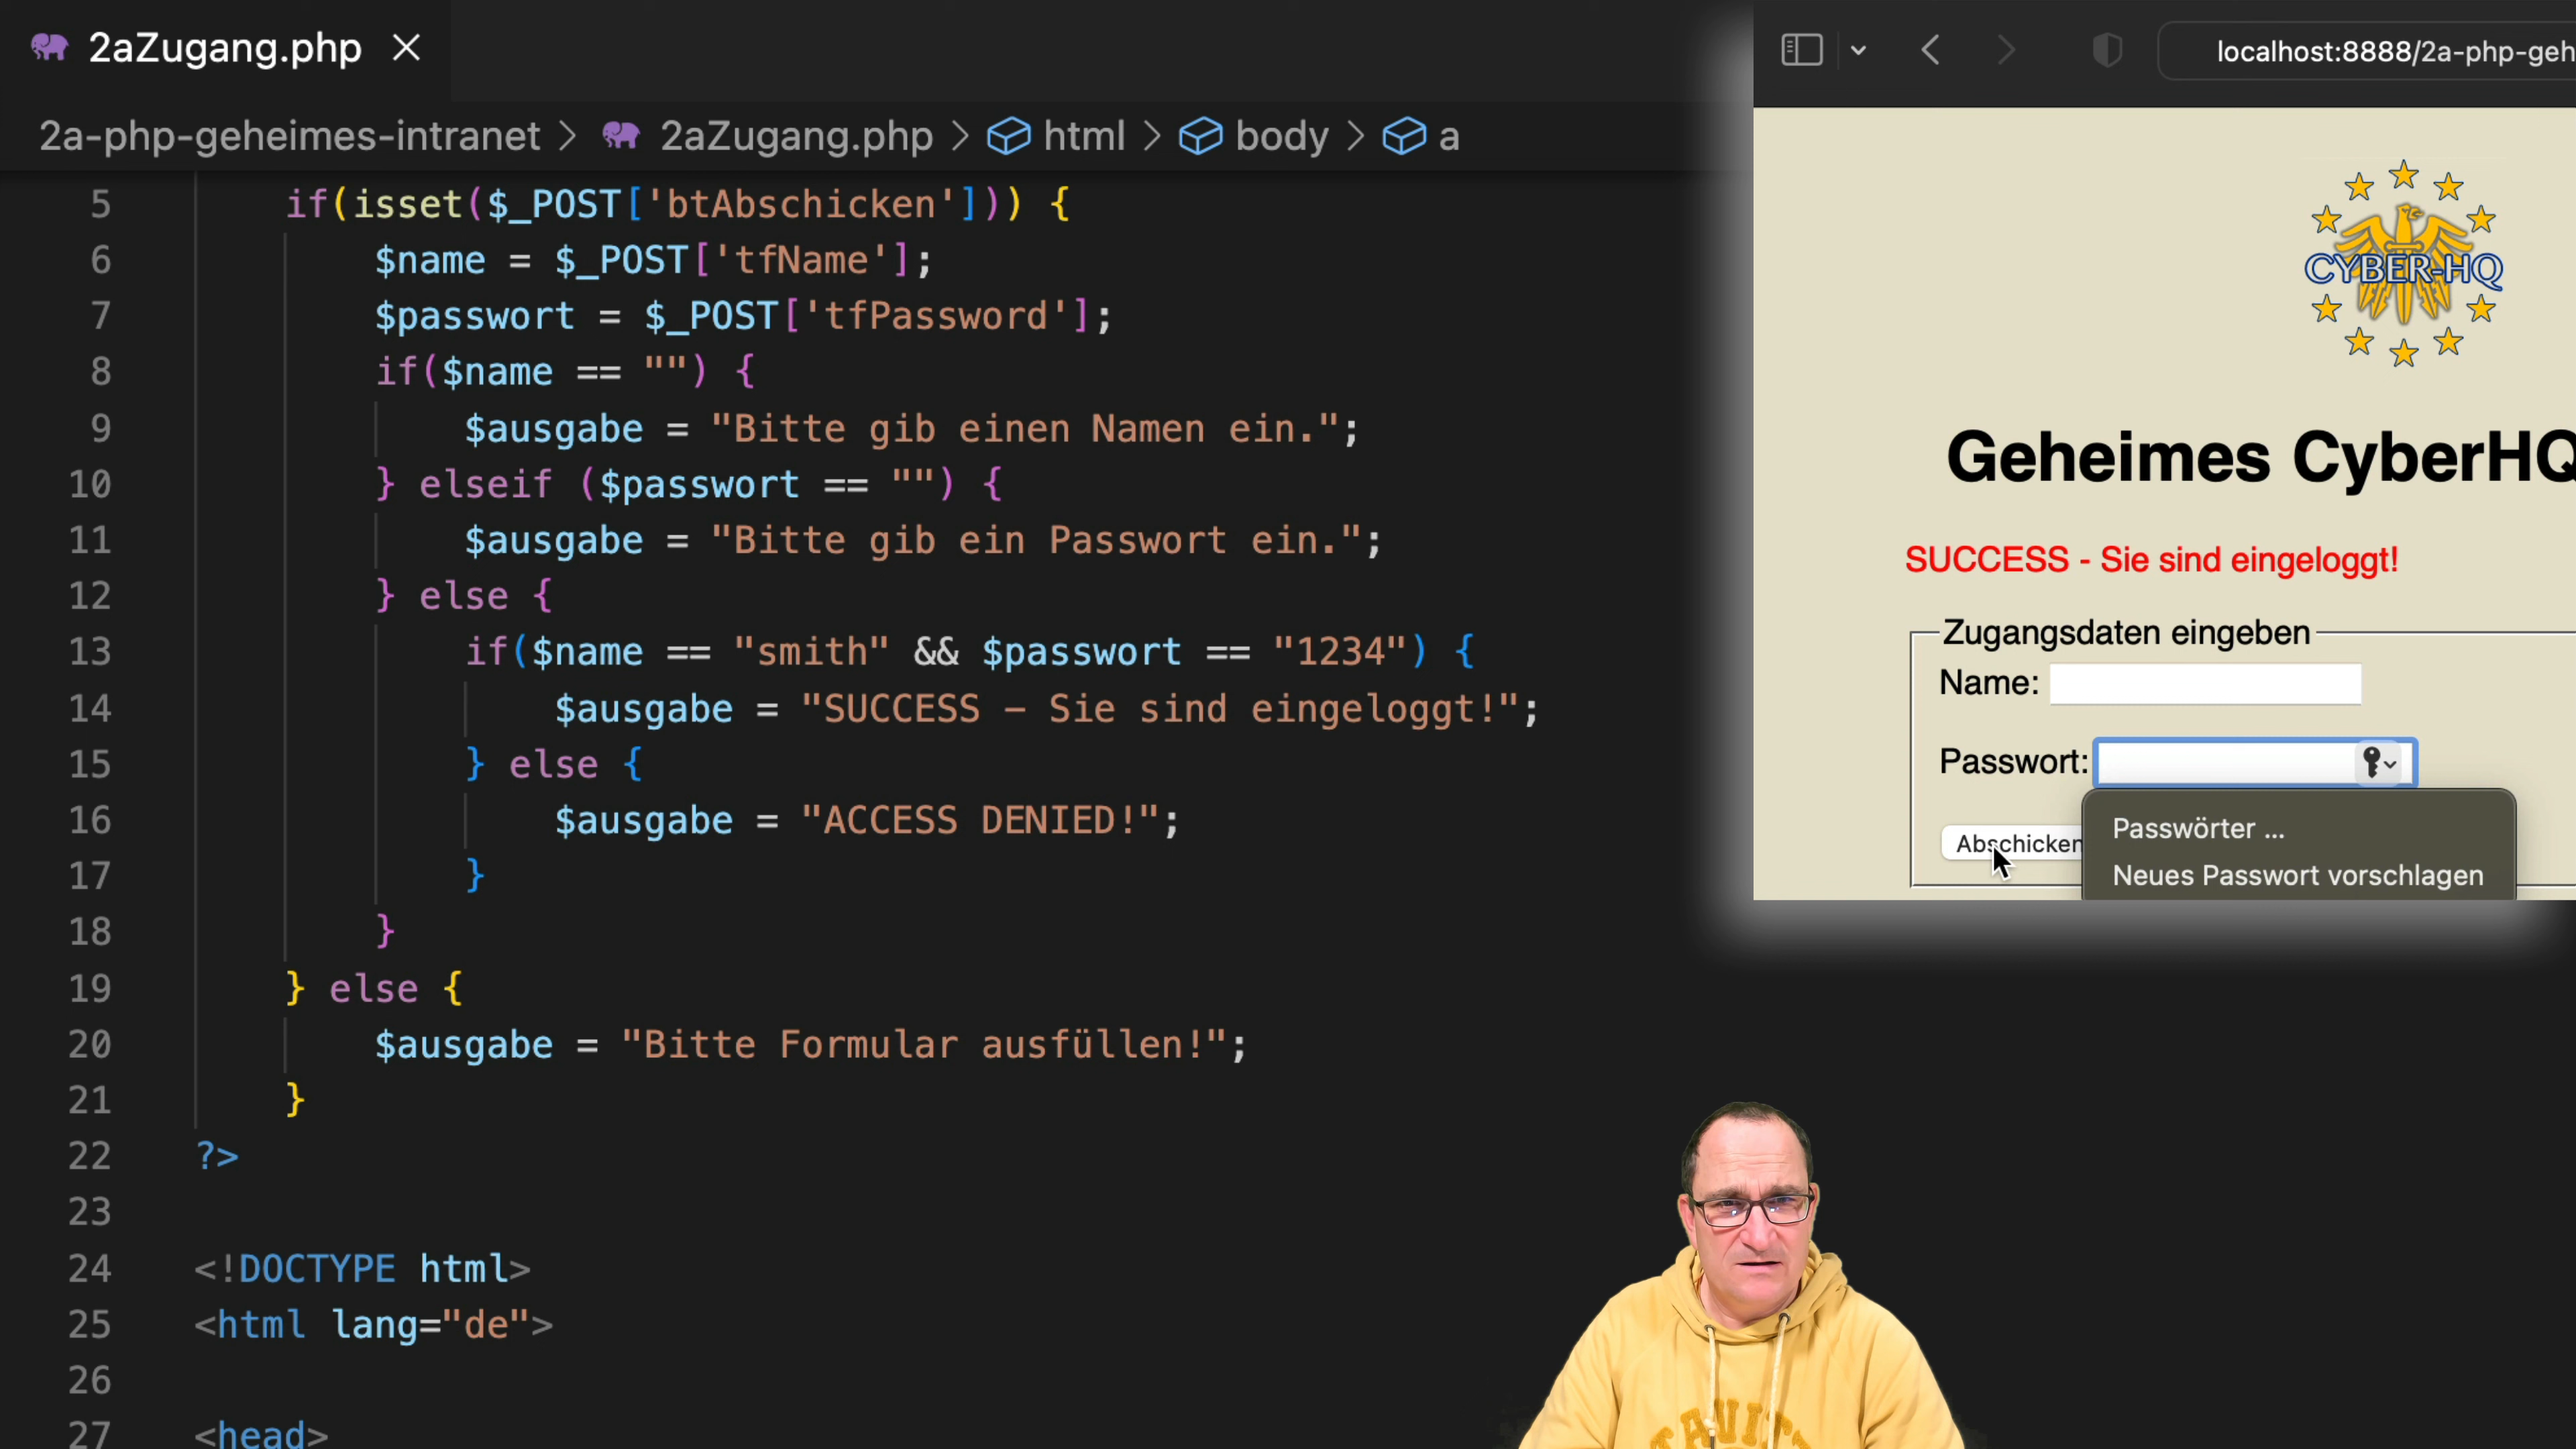 2aZugang.php
2a-php-geheimes-intranet > 2aZugang.php > html > body > a
5 if(isset($_POST['btAbschicken'])) {
6 $name = $_POST['tfName'];
7 $passwort = $_POST['tfPassword'];
8 if($name == "") {
9 $ausgabe = "Bitte gib einen Namen ein.";
10 } elseif ($passwort == "") {
11 $ausgabe = "Bitte gib ein Passwort ein.";
12 } else {
13 if($name == "smith" && $passwort == "1234") {
14 $ausgabe = "SUCCESS – Sie sind eingeloggt!";
15 } else {
16 $ausgabe = "ACCESS DENIED!";
17 }
18 }
19 } else {
20 $ausgabe = "Bitte Formular ausfüllen!";
21 }
22 ?>
23
24 <!DOCTYPE html>
25 <html lang="de">
26
27 <head>
localhost:8888/2a-php-geh
CYBER-HQ
Geheimes CyberHQ
SUCCESS - Sie sind eingeloggt!
Zugangsdaten eingeben
Name:
Passwort:
Abschicken
Passwörter ...
Neues Passwort vorschlagen